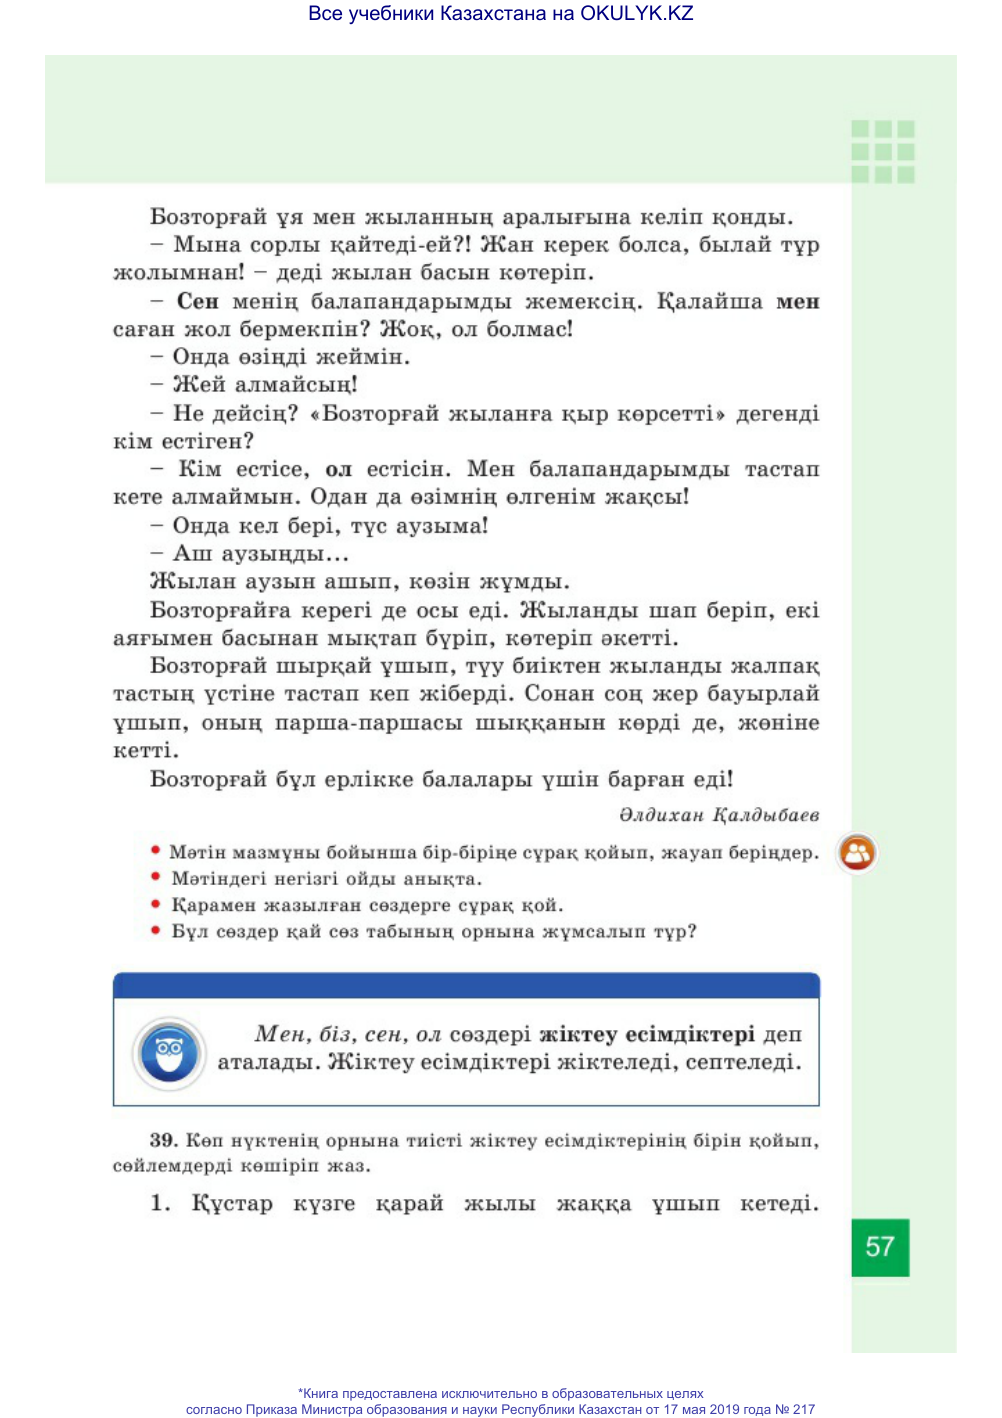 Все учебники Казахстана на OKULYK.KZ
Бозторғай ұя мен жыланның аралығына келіп қонды.
– Мына сорлы қайтеді-ей?! Жан керек болса, былай тұр
жолымнан! – деді жылан басын көтеріп.
– Сен менің балапандарымды жемексің. Қалайша мен
саған жол бермекпін? Жоқ, ол болмас!
– Онда өзіңді жеймін.
– Жей алмайсың!
– Не дейсің? «Бозторғай жыланға қыр көрсетті» дегенді
кім естіген?
– Кім естісе, ол естісін. Мен балапандарымды тастап
кете алмаймын. Одан да өзімнің өлгенім жақсы!
– Онда кел бері, түс аузыма!
– Аш аузыңды...
Жылан аузын ашып, көзін жұмды.
Бозторғайға керегі де осы еді. Жыланды шап беріп, екі
аяғымен басынан мықтап бүріп, көтеріп әкетті.
Бозторғай шырқай ұшып, түу биіктен жыланды жалпақ
тастың үстіне тастап кеп жіберді. Сонан соң жер бауырлай
ұшып, оның парша-паршасы шыққанын көрді де, жөніне
кетті.
Бозторғай бұл ерлікке балалары үшін барған еді!
Әлдихан Қалдыбаев
• Мәтін мазмұны бойынша бір-біріңе сұрақ қойып, жауап беріңдер.
• Мәтіндегі негізгі ойды анықта.
• Қарамен жазылған сөздерге сұрақ қой.
• Бұл сөздер қай сөз табының орнына жұмсалып тұр?
Мен, біз, сен, ол сөздері жіктеу есімдіктері деп
аталады. Жіктеу есімдіктері жіктеледі, септеледі.
39. Көп нүктенің орнына тиісті жіктеу есімдіктерінің бірін қойып,
сөйлемдерді көшіріп жаз.
1. Құстар күзге қарай жылы жаққа ұшып кетеді.
57
*Книга предоставлена исключительно в образовательных целях
согласно Приказа Министра образования и науки Республики Казахстан от 17 мая 2019 года № 217